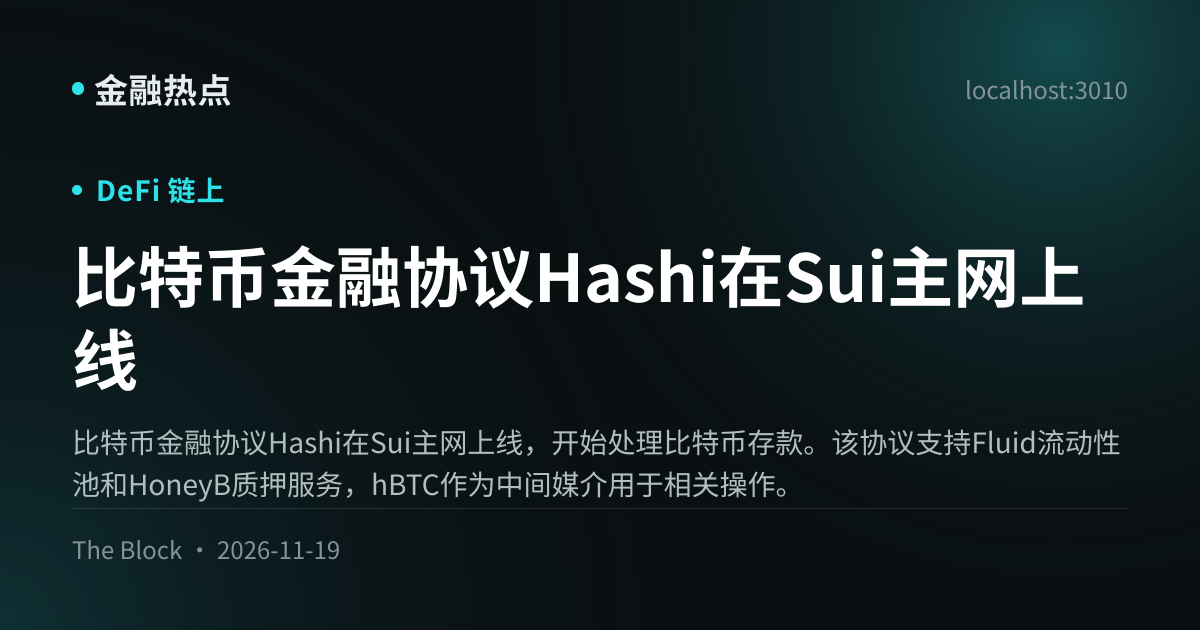 金融热点
localhost:3010
DeFi 链上
比特币金融协议Hashi在Sui主网上
线
比特币金融协议Hashi在Sui主网上线，开始处理比特币存款。该协议支持Fluid流动性
池和HoneyB质押服务，hBTC作为中间媒介用于相关操作。
The Block · 2026-11-19